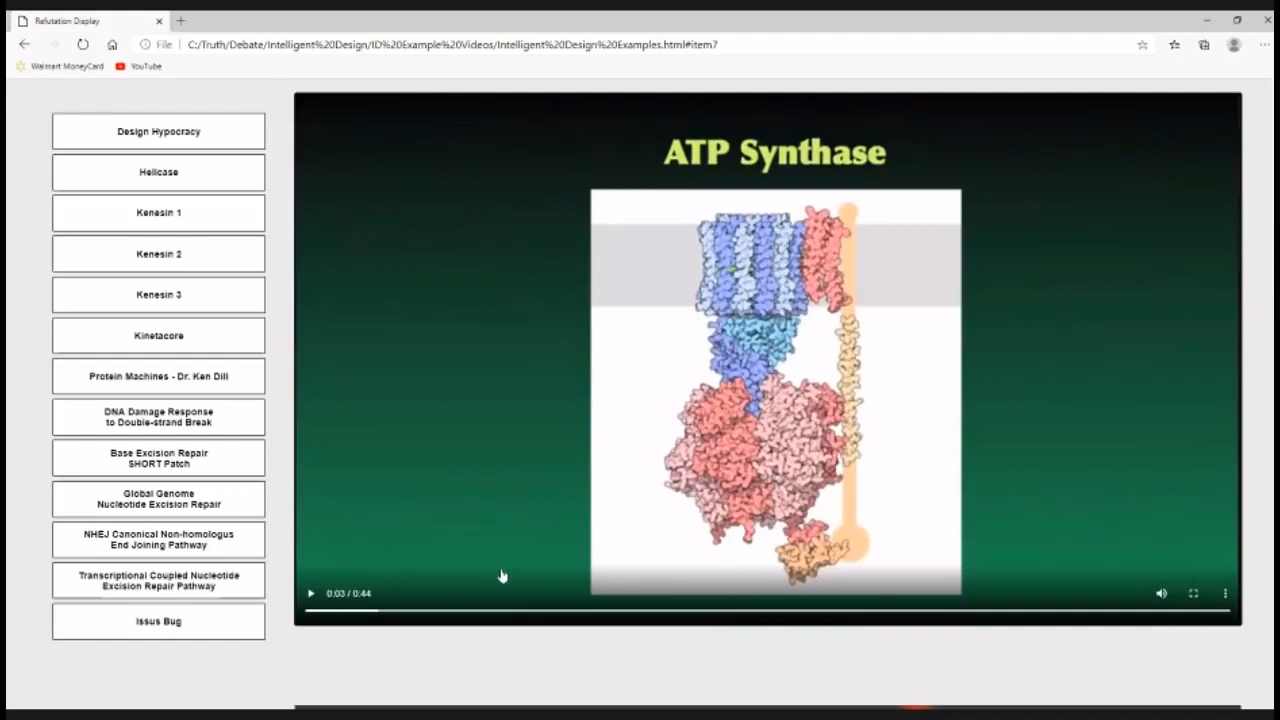 Refutation Display
File
C:/Truth/Debate/Intelligent%20Design/ID%20Example%20Videos/Intelligent%20Design%20Examples.html#item7
Walmart MoneyCard
YouTube
Design Hypocracy
Helicase
Kenesin 1
Kenesin 2
Kenesin 3
Kinetacore
Protein Machines - Dr. Ken Dill
DNA Damage Response
to Double-strand Break
Base Excision Repair
SHORT Patch
Global Genome
Nucleotide Excision Repair
NHEJ Canonical Non-homologus
End Joining Pathway
Transcriptional Coupled Nucleotide
Excision Repair Pathway
Issus Bug
ATP Synthase
0:03 / 0:44